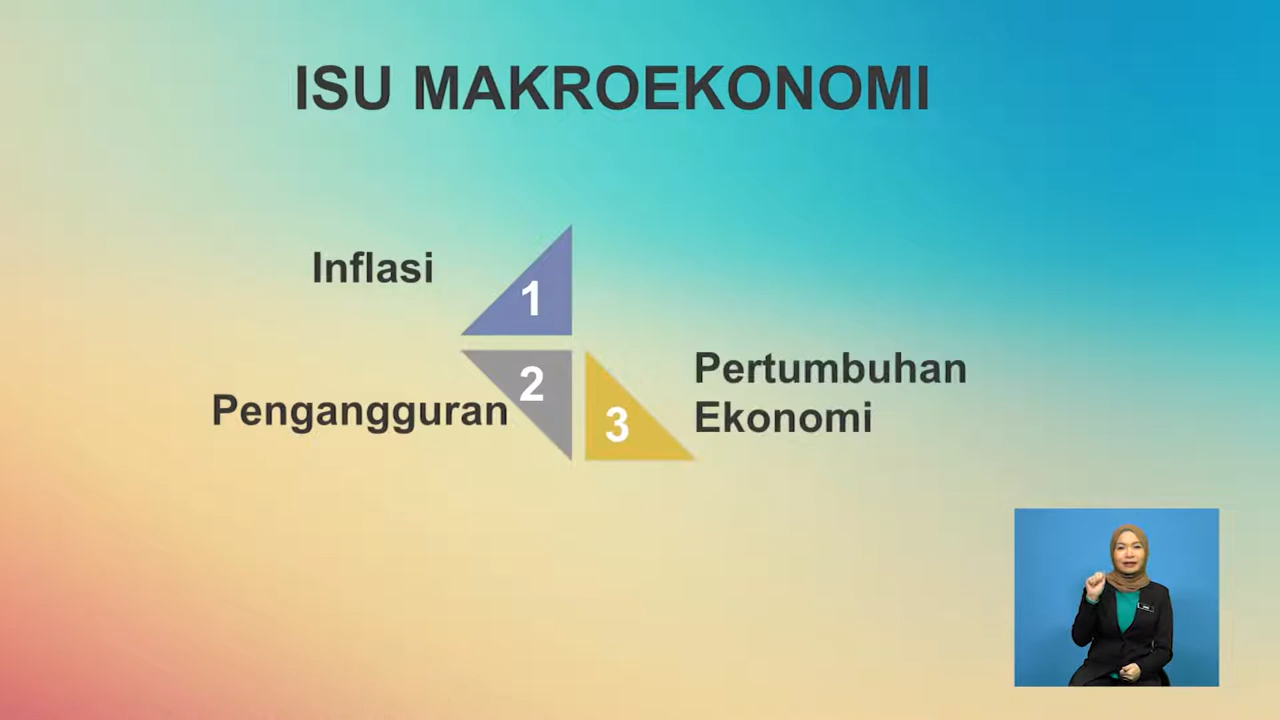 ISU MAKROEKONOMI
Inflasi
1
2
Pengangguran
3
Pertumbuhan
Ekonomi